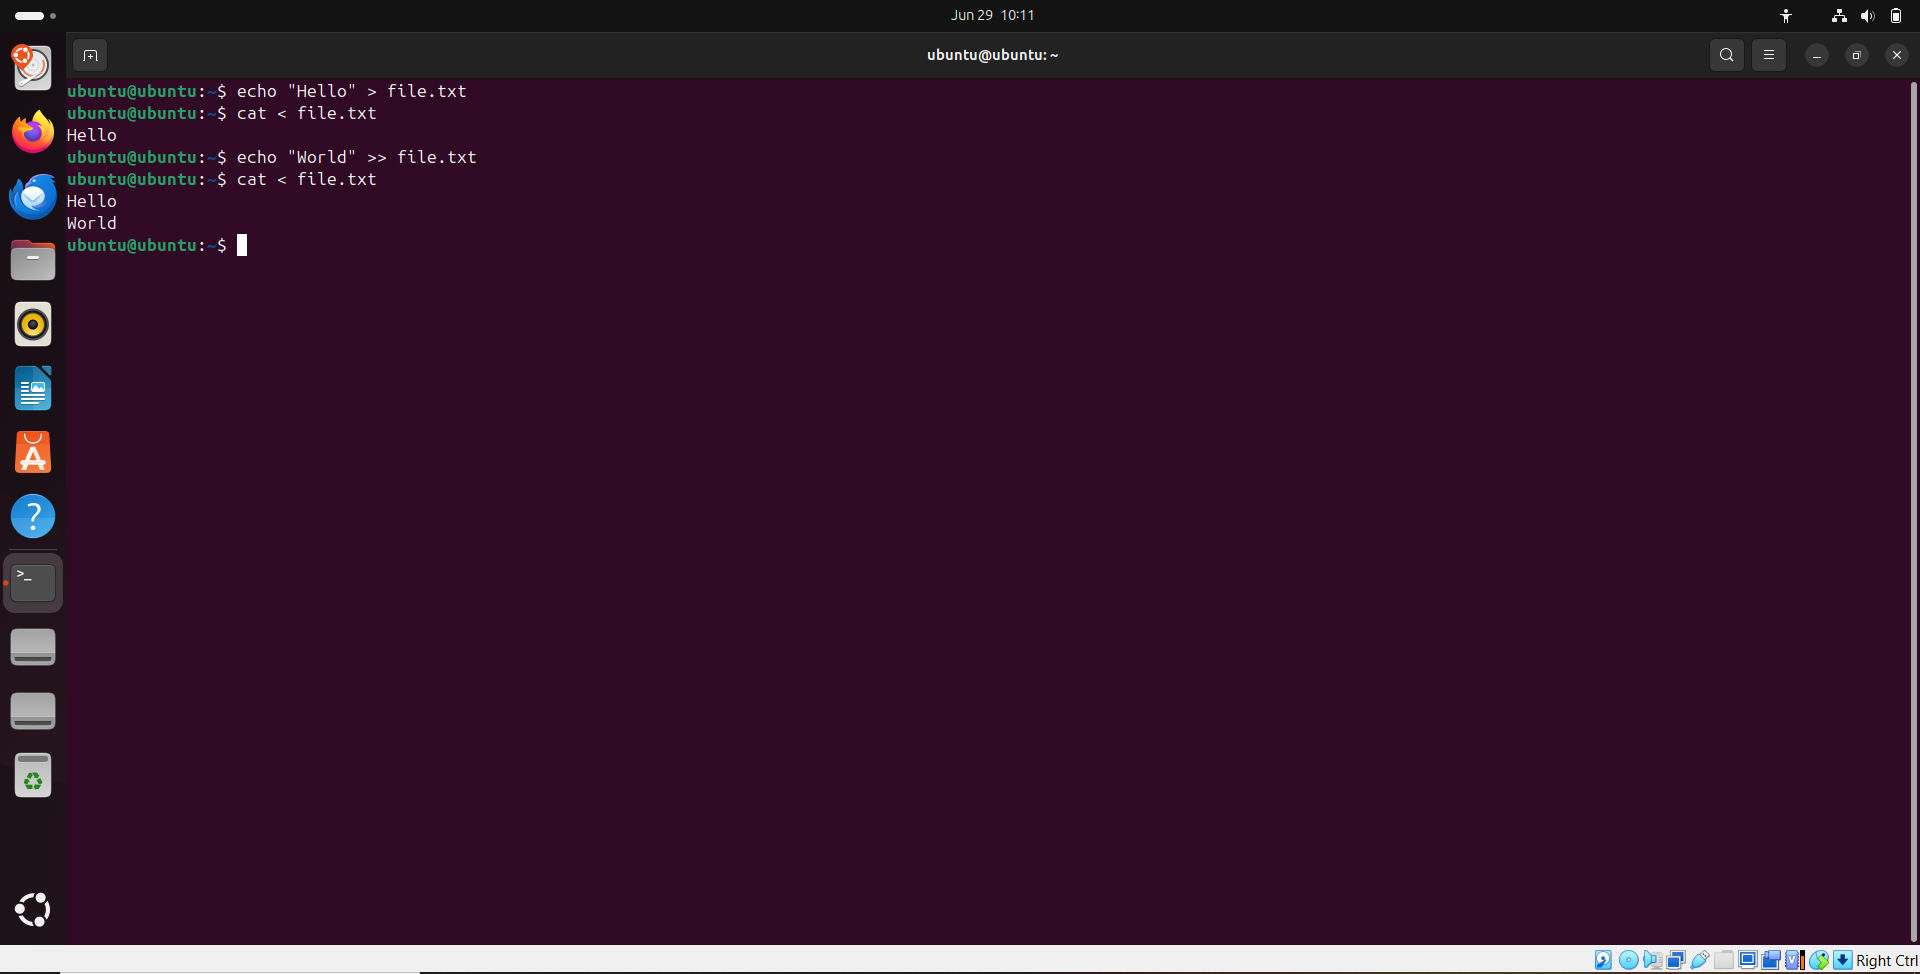 Jun 29 10:11
ubuntu@ubuntu: ~
ubuntu@ubuntu:~$ echo "Hello" > file.txt
ubuntu@ubuntu:~$ cat < file.txt
Hello
ubuntu@ubuntu:~$ echo "World" >> file.txt
ubuntu@ubuntu:~$ cat < file.txt
Hello
World
ubuntu@ubuntu:~$
Right Ctrl